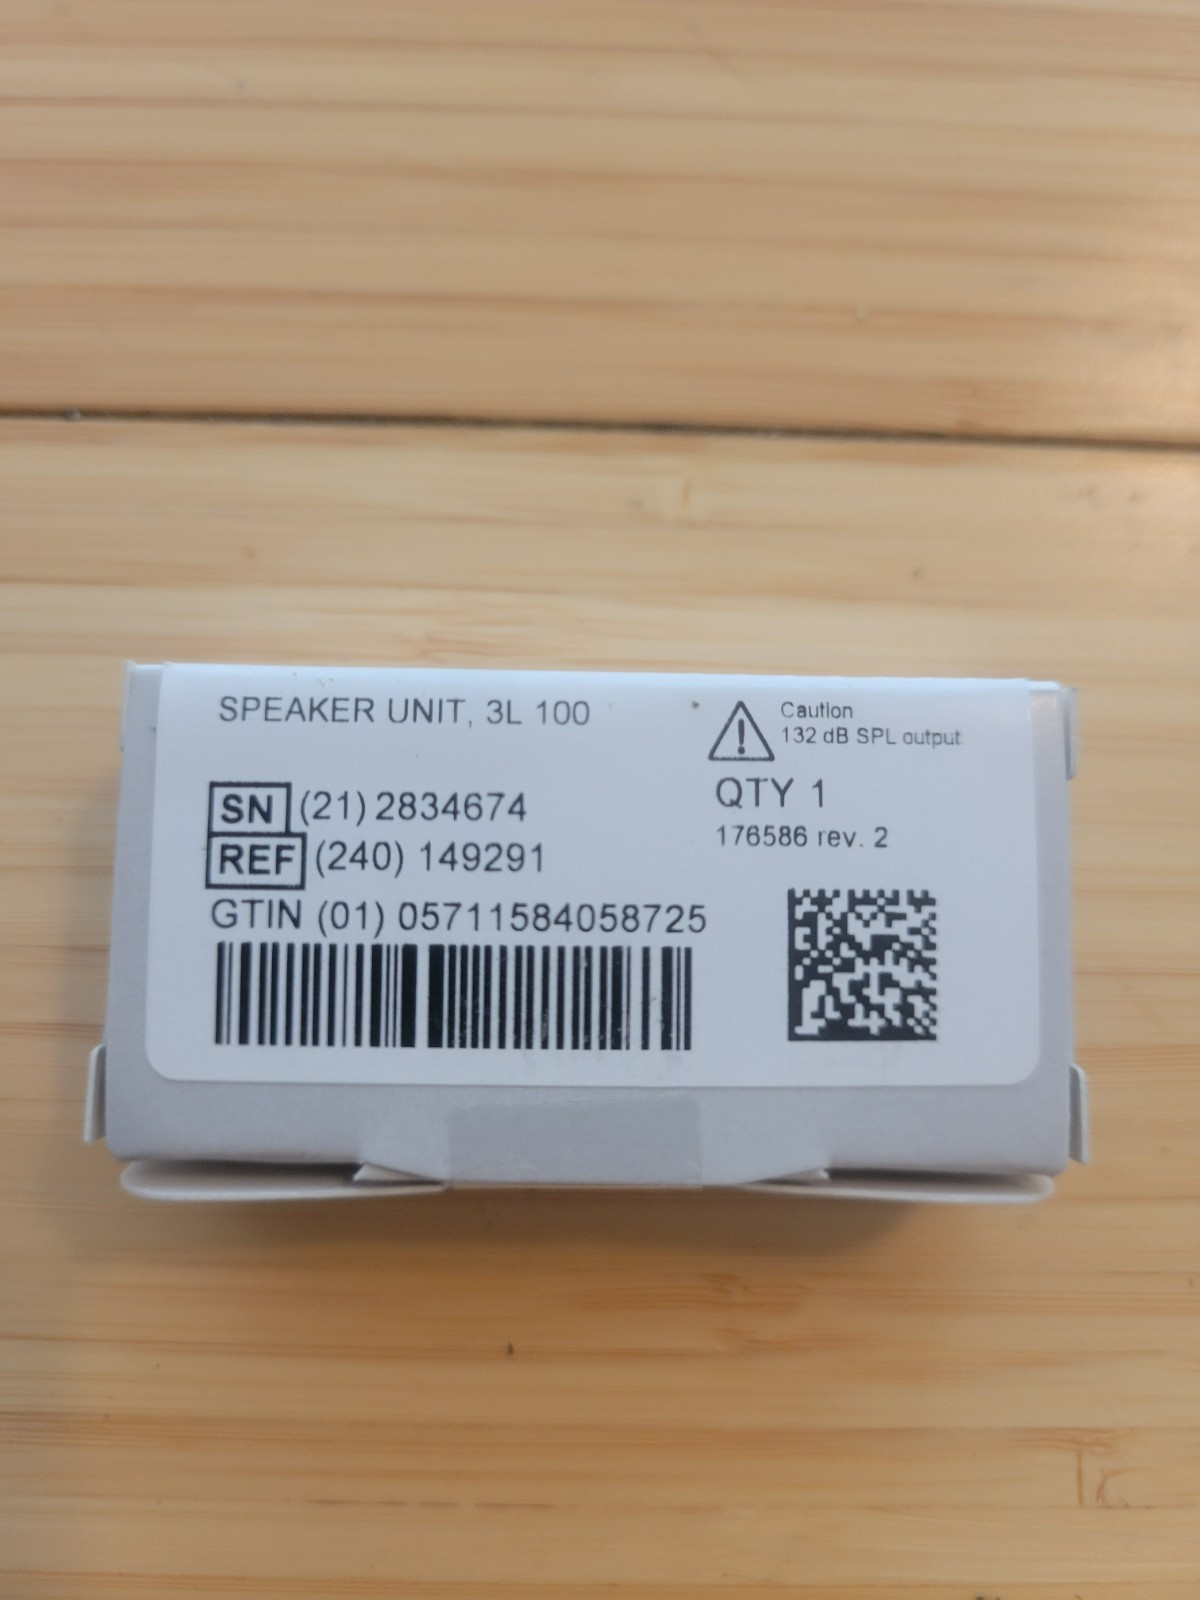 SPEAKER UNIT, 3L 100
Caution
132 dB SPL output
SN (21) 2834674
REF (240) 149291
QTY 1
176586 rev. 2
GTIN (01) 05711584058725